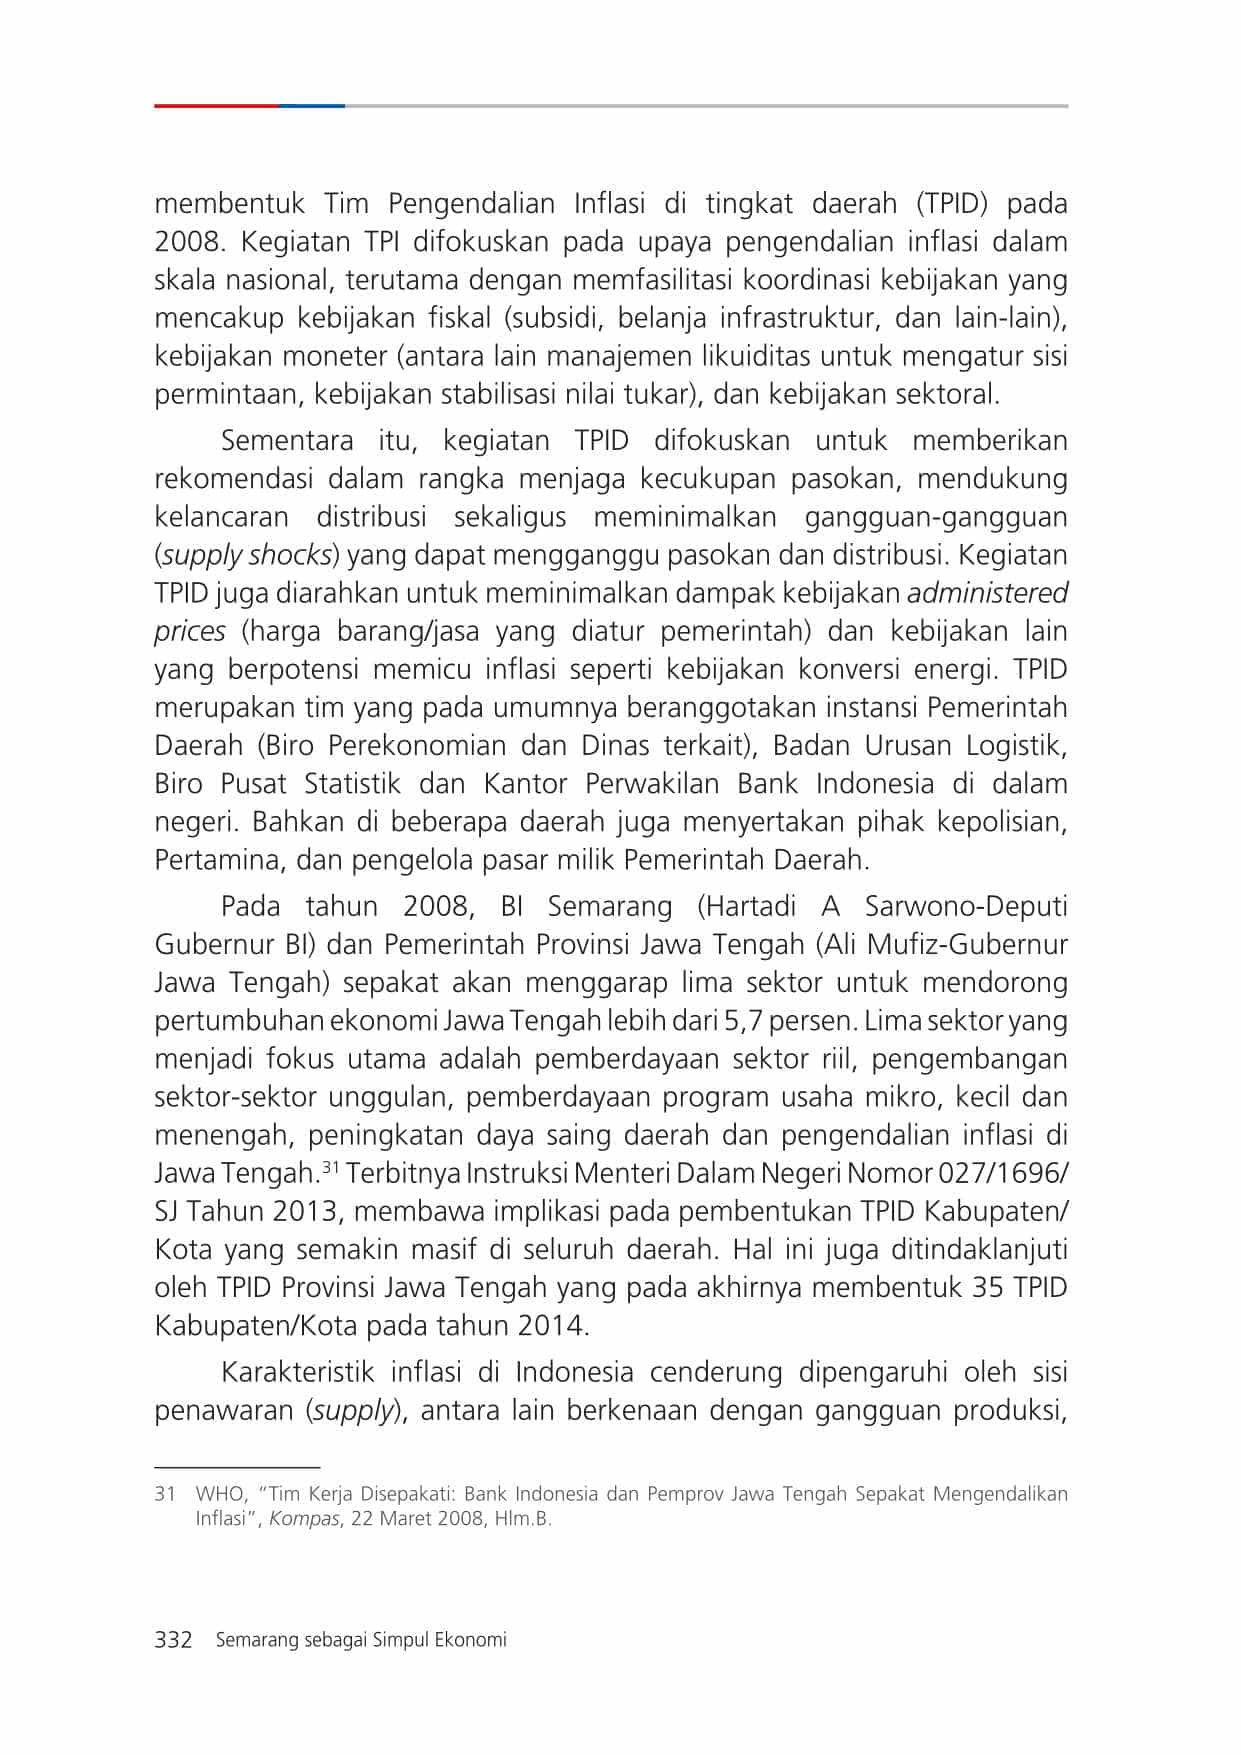 membentuk Tim Pengendalian Inflasi di tingkat daerah (TPID) pada
2008. Kegiatan TPI difokuskan pada upaya pengendalian inflasi dalam
skala nasional, terutama dengan memfasilitasi koordinasi kebijakan yang
mencakup kebijakan fiskal (subsidi, belanja infrastruktur, dan lain-lain),
kebijakan moneter (antara lain manajemen likuiditas untuk mengatur sisi
permintaan, kebijakan stabilisasi nilai tukar), dan kebijakan sektoral.
Sementara itu, kegiatan TPID difokuskan untuk memberikan
rekomendasi dalam rangka menjaga kecukupan pasokan, mendukung
kelancaran distribusi sekaligus meminimalkan gangguan-gangguan
(supply shocks) yang dapat mengganggu pasokan dan distribusi. Kegiatan
TPID juga diarahkan untuk meminimalkan dampak kebijakan administered
prices (harga barang/jasa yang diatur pemerintah) dan kebijakan lain
yang berpotensi memicu inflasi seperti kebijakan konversi energi. TPID
merupakan tim yang pada umumnya beranggotakan instansi Pemerintah
Daerah (Biro Perekonomian dan Dinas terkait), Badan Urusan Logistik,
Biro Pusat Statistik dan Kantor Perwakilan Bank Indonesia di dalam
negeri. Bahkan di beberapa daerah juga menyertakan pihak kepolisian,
Pertamina, dan pengelola pasar milik Pemerintah Daerah.
Pada tahun 2008, BI Semarang (Hartadi A Sarwono-Deputi
Gubernur BI) dan Pemerintah Provinsi Jawa Tengah (Ali Mufiz-Gubernur
Jawa Tengah) sepakat akan menggarap lima sektor untuk mendorong
pertumbuhan ekonomi Jawa Tengah lebih dari 5,7 persen. Lima sektor yang
menjadi fokus utama adalah pemberdayaan sektor riil, pengembangan
sektor-sektor unggulan, pemberdayaan program usaha mikro, kecil dan
menengah, peningkatan daya saing daerah dan pengendalian inflasi di
Jawa Tengah.31 Terbitnya Instruksi Menteri Dalam Negeri Nomor 027/1696/
SJ Tahun 2013, membawa implikasi pada pembentukan TPID Kabupaten/
Kota yang semakin masif di seluruh daerah. Hal ini juga ditindaklanjuti
oleh TPID Provinsi Jawa Tengah yang pada akhirnya membentuk 35 TPID
Kabupaten/Kota pada tahun 2014.
Karakteristik inflasi di Indonesia cenderung dipengaruhi oleh sisi
penawaran (supply), antara lain berkenaan dengan gangguan produksi,
31 WHO, “Tim Kerja Disepakati: Bank Indonesia dan Pemprov Jawa Tengah Sepakat Mengendalikan
Inflasi”, Kompas, 22 Maret 2008, Hlm.B.
332 Semarang sebagai Simpul Ekonomi